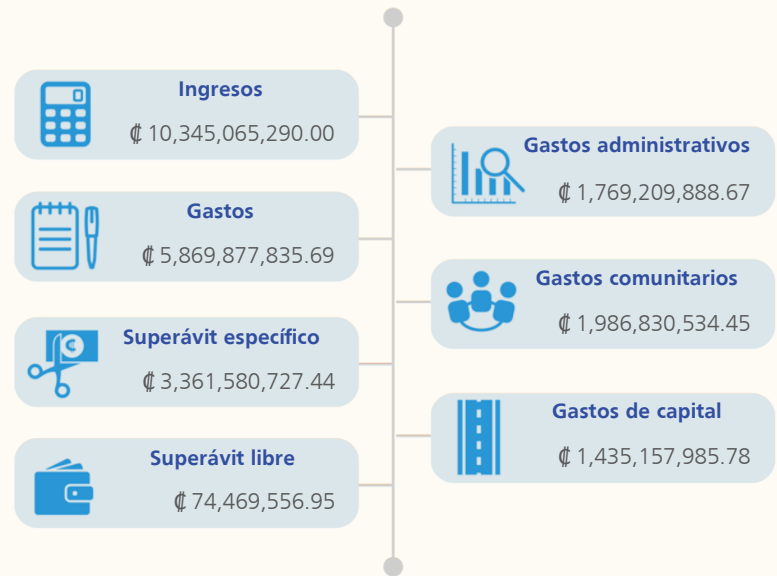 Ingresos
₡ 10,345,065,290.00
Gastos
₡ 5,869,877,835.69
Superávit específico
₡ 3,361,580,727.44
Superávit libre
₡ 74,469,556.95
Gastos administrativos
₡ 1,769,209,888.67
Gastos comunitarios
₡ 1,986,830,534.45
Gastos de capital
₡ 1,435,157,985.78